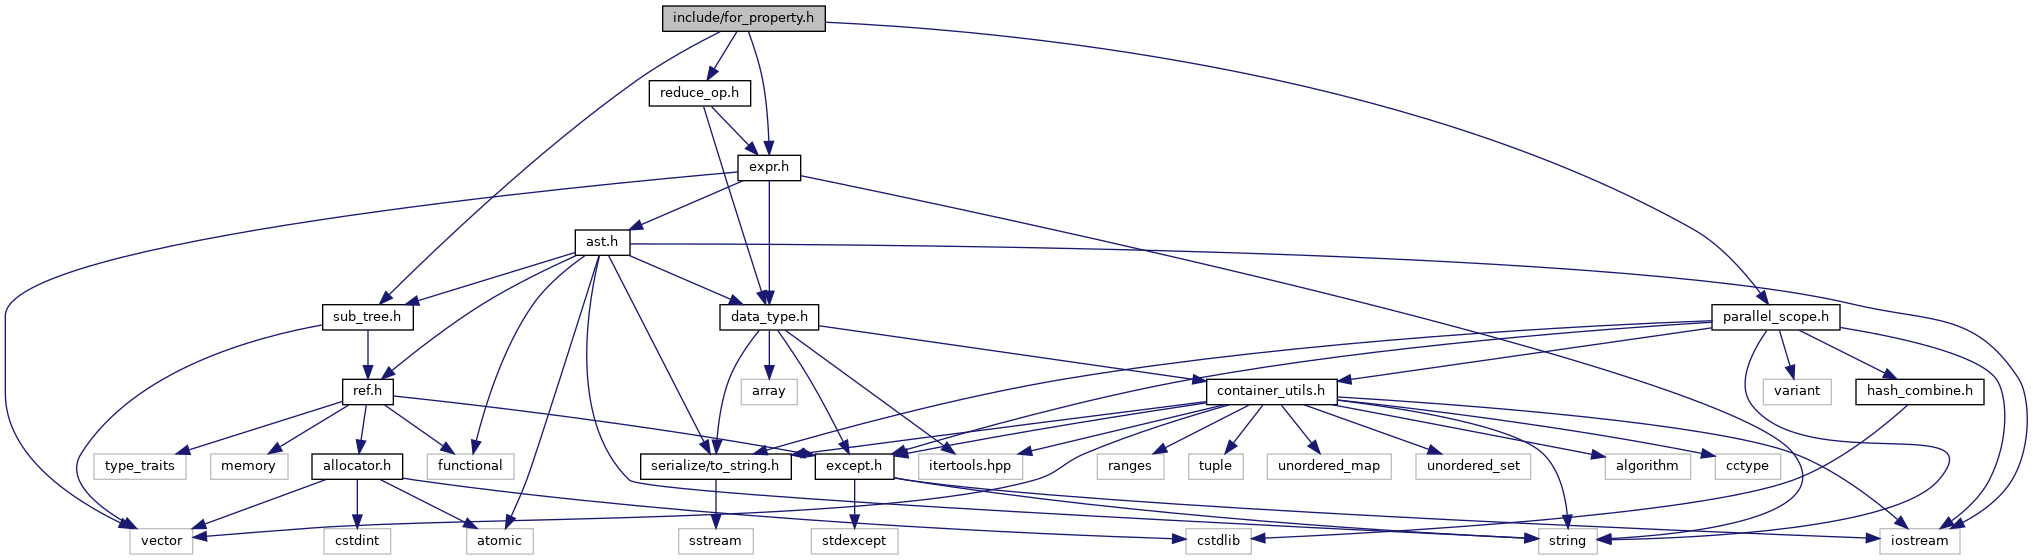 include/for_property.h
reduce_op.h
expr.h
ast.h
sub_tree.h
data_type.h
parallel_scope.h
ref.h
array
container_utils.h
variant
hash_combine.h
type_traits
memory
allocator.h
functional
serialize/to_string.h
except.h
itertools.hpp
ranges
tuple
unordered_map
unordered_set
algorithm
cctype
vector
cstdint
atomic
sstream
stdexcept
cstdlib
string
iostream